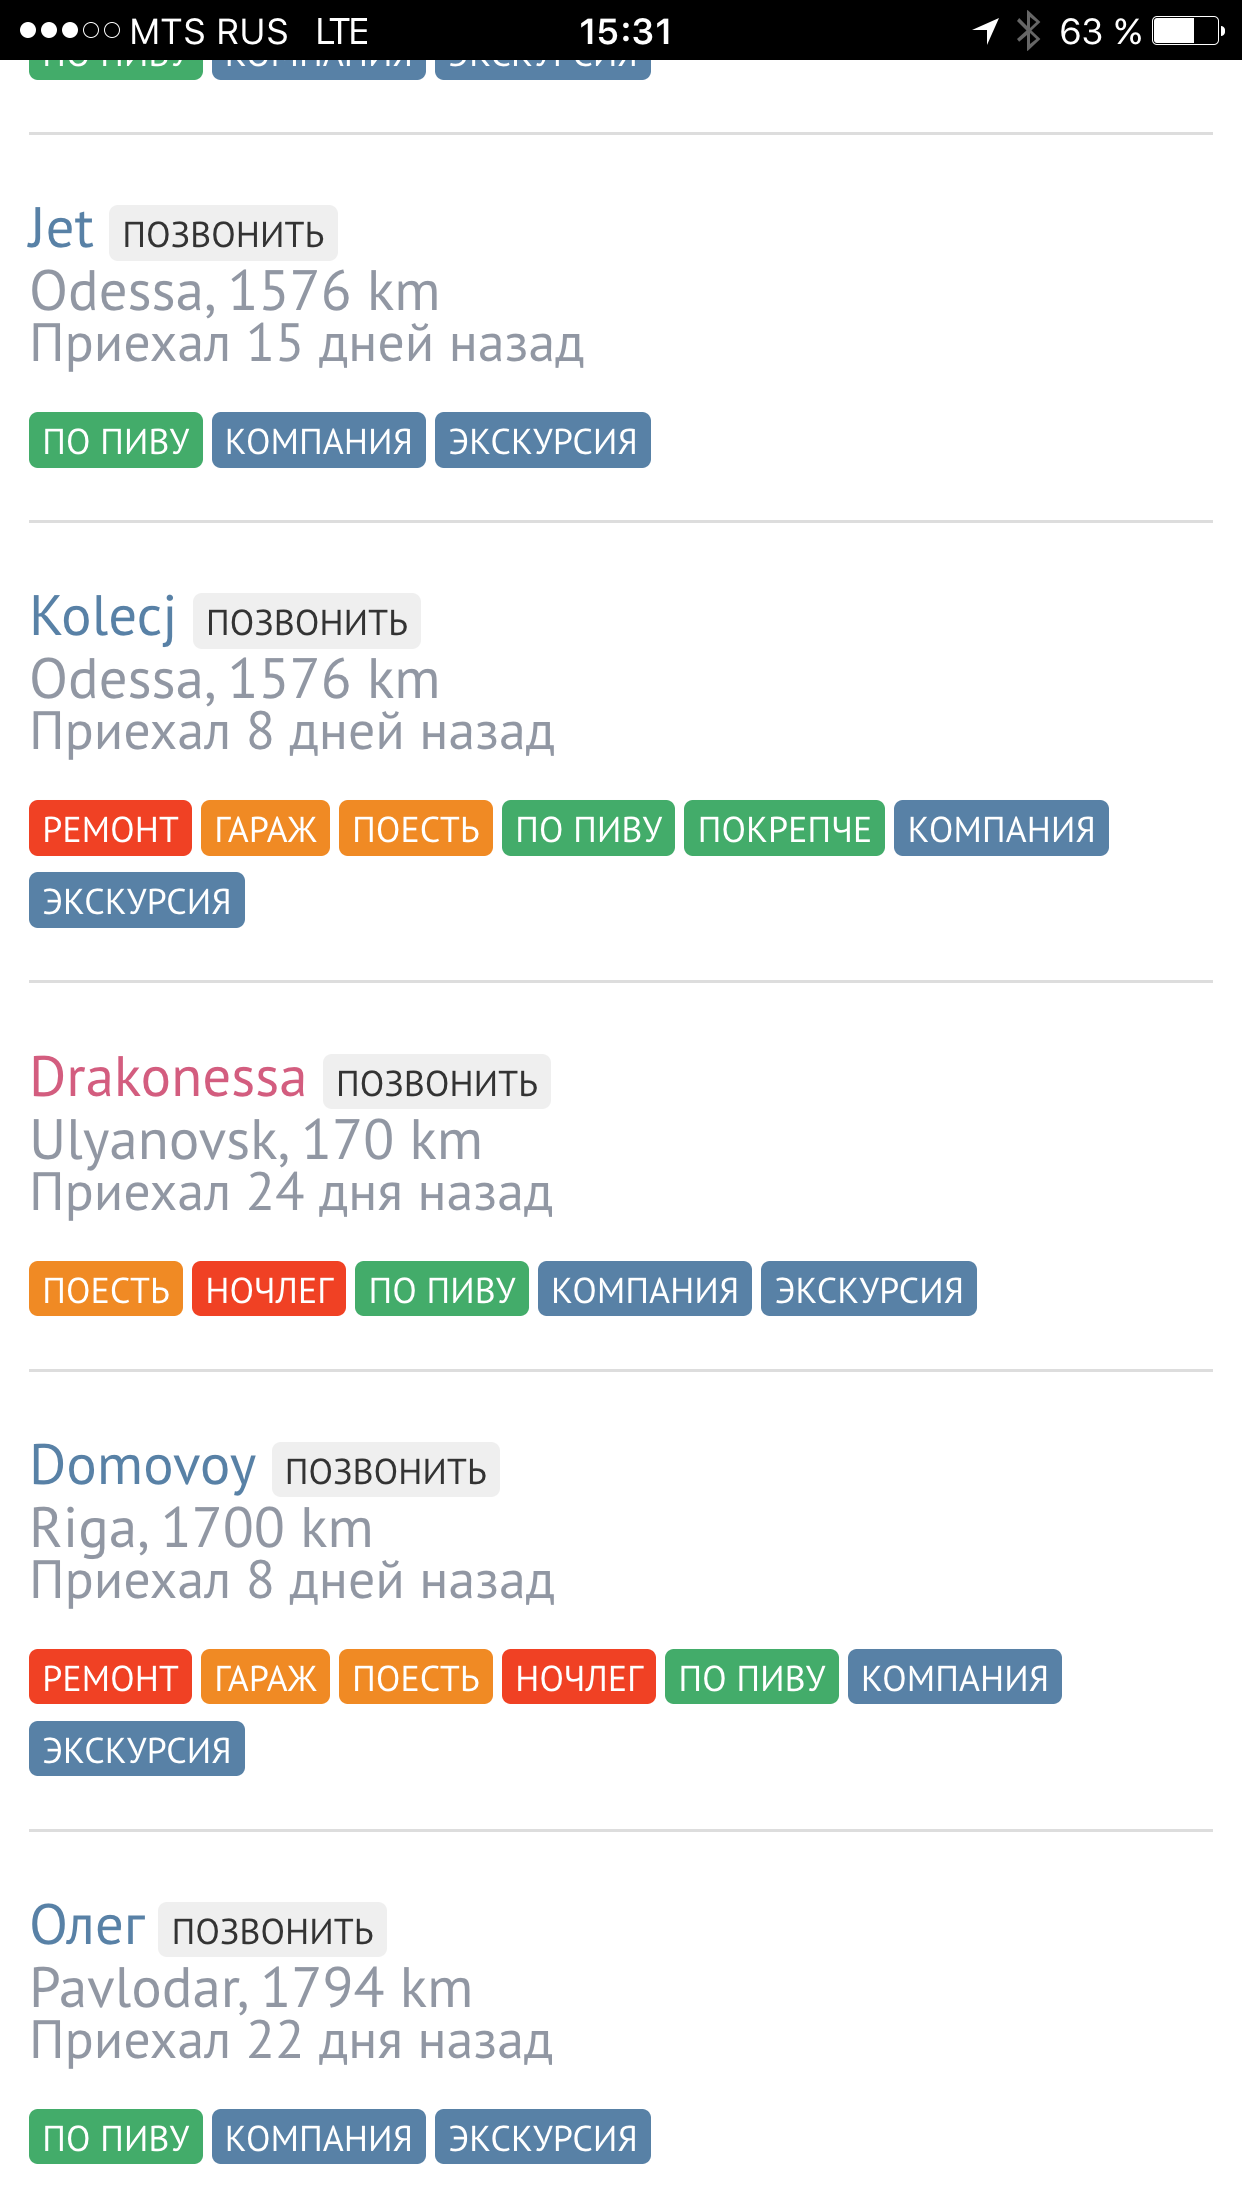 MTS RUS LTE 15:31 63 %
ПО ПИВУ КОМПАНИЯ ЭКСКУРСИЯ
Jet ПОЗВОНИТЬ
Odessa, 1576 km
Приехал 15 дней назад
ПО ПИВУ КОМПАНИЯ ЭКСКУРСИЯ
Kolecj ПОЗВОНИТЬ
Odessa, 1576 km
Приехал 8 дней назад
РЕМОНТ ГАРАЖ ПОЕСТЬ ПО ПИВУ ПОКРЕПЧЕ КОМПАНИЯ
ЭКСКУРСИЯ
Drakonessa ПОЗВОНИТЬ
Ulyanovsk, 170 km
Приехал 24 дня назад
ПОЕСТЬ НОЧЛЕГ ПО ПИВУ КОМПАНИЯ ЭКСКУРСИЯ
Domovoy ПОЗВОНИТЬ
Riga, 1700 km
Приехал 8 дней назад
РЕМОНТ ГАРАЖ ПОЕСТЬ НОЧЛЕГ ПО ПИВУ КОМПАНИЯ
ЭКСКУРСИЯ
Олег ПОЗВОНИТЬ
Pavlodar, 1794 km
Приехал 22 дня назад
ПО ПИВУ КОМПАНИЯ ЭКСКУРСИЯ